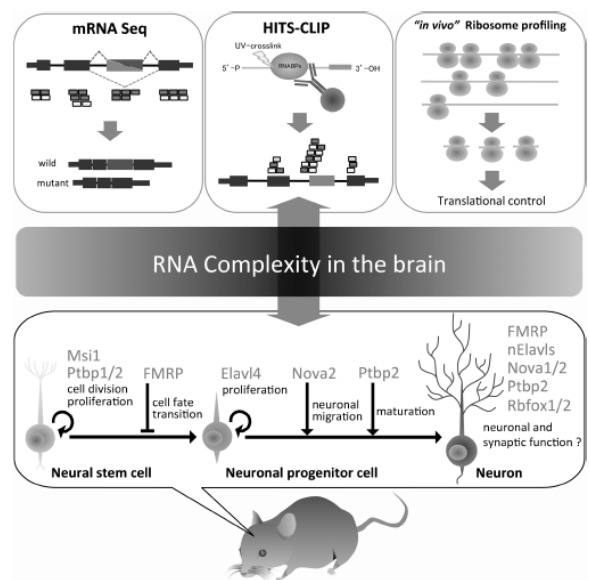 mRNA Seq
wild
mutant
HITS-CLIP
UV-crosslink
5´-P
RNABPs
3´-OH
“in vivo” Ribosome profiling
Translational control
RNA Complexity in the brain
Msi1
Ptbp1/2
cell division
proliferation
FMRP
cell fate
transition
Elavl4
proliferation
Nova2
neuronal
migration
Ptbp2
maturation
FMRP
nElavls
Nova1/2
Ptbp2
Rbfox1/2
neuronal and
synaptic function ?
Neural stem cell
Neuronal progenitor cell
Neuron